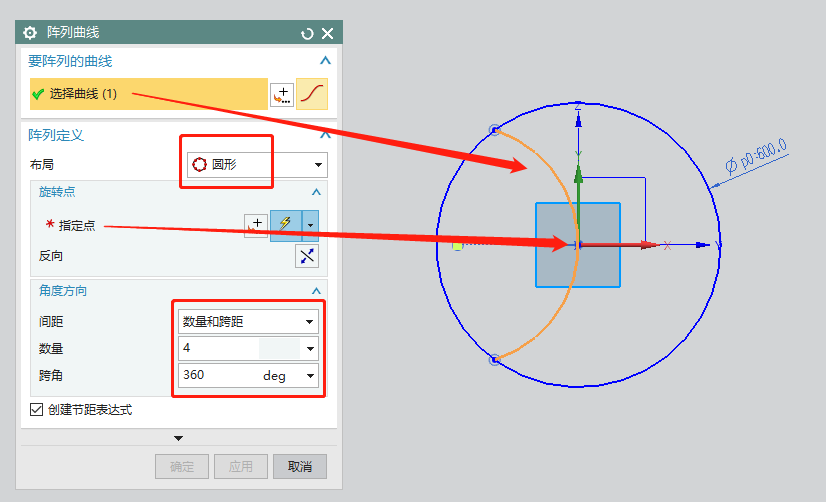 阵列曲线
要阵列的曲线
选择曲线 (1)
阵列定义
布局
圆形
旋转点
* 指定点
反向
角度方向
间距
数量和跨距
数量
4
跨角
360
deg
创建节距表达式
确定
应用
取消
Z
Y
X
Y
Ø p0:600.0